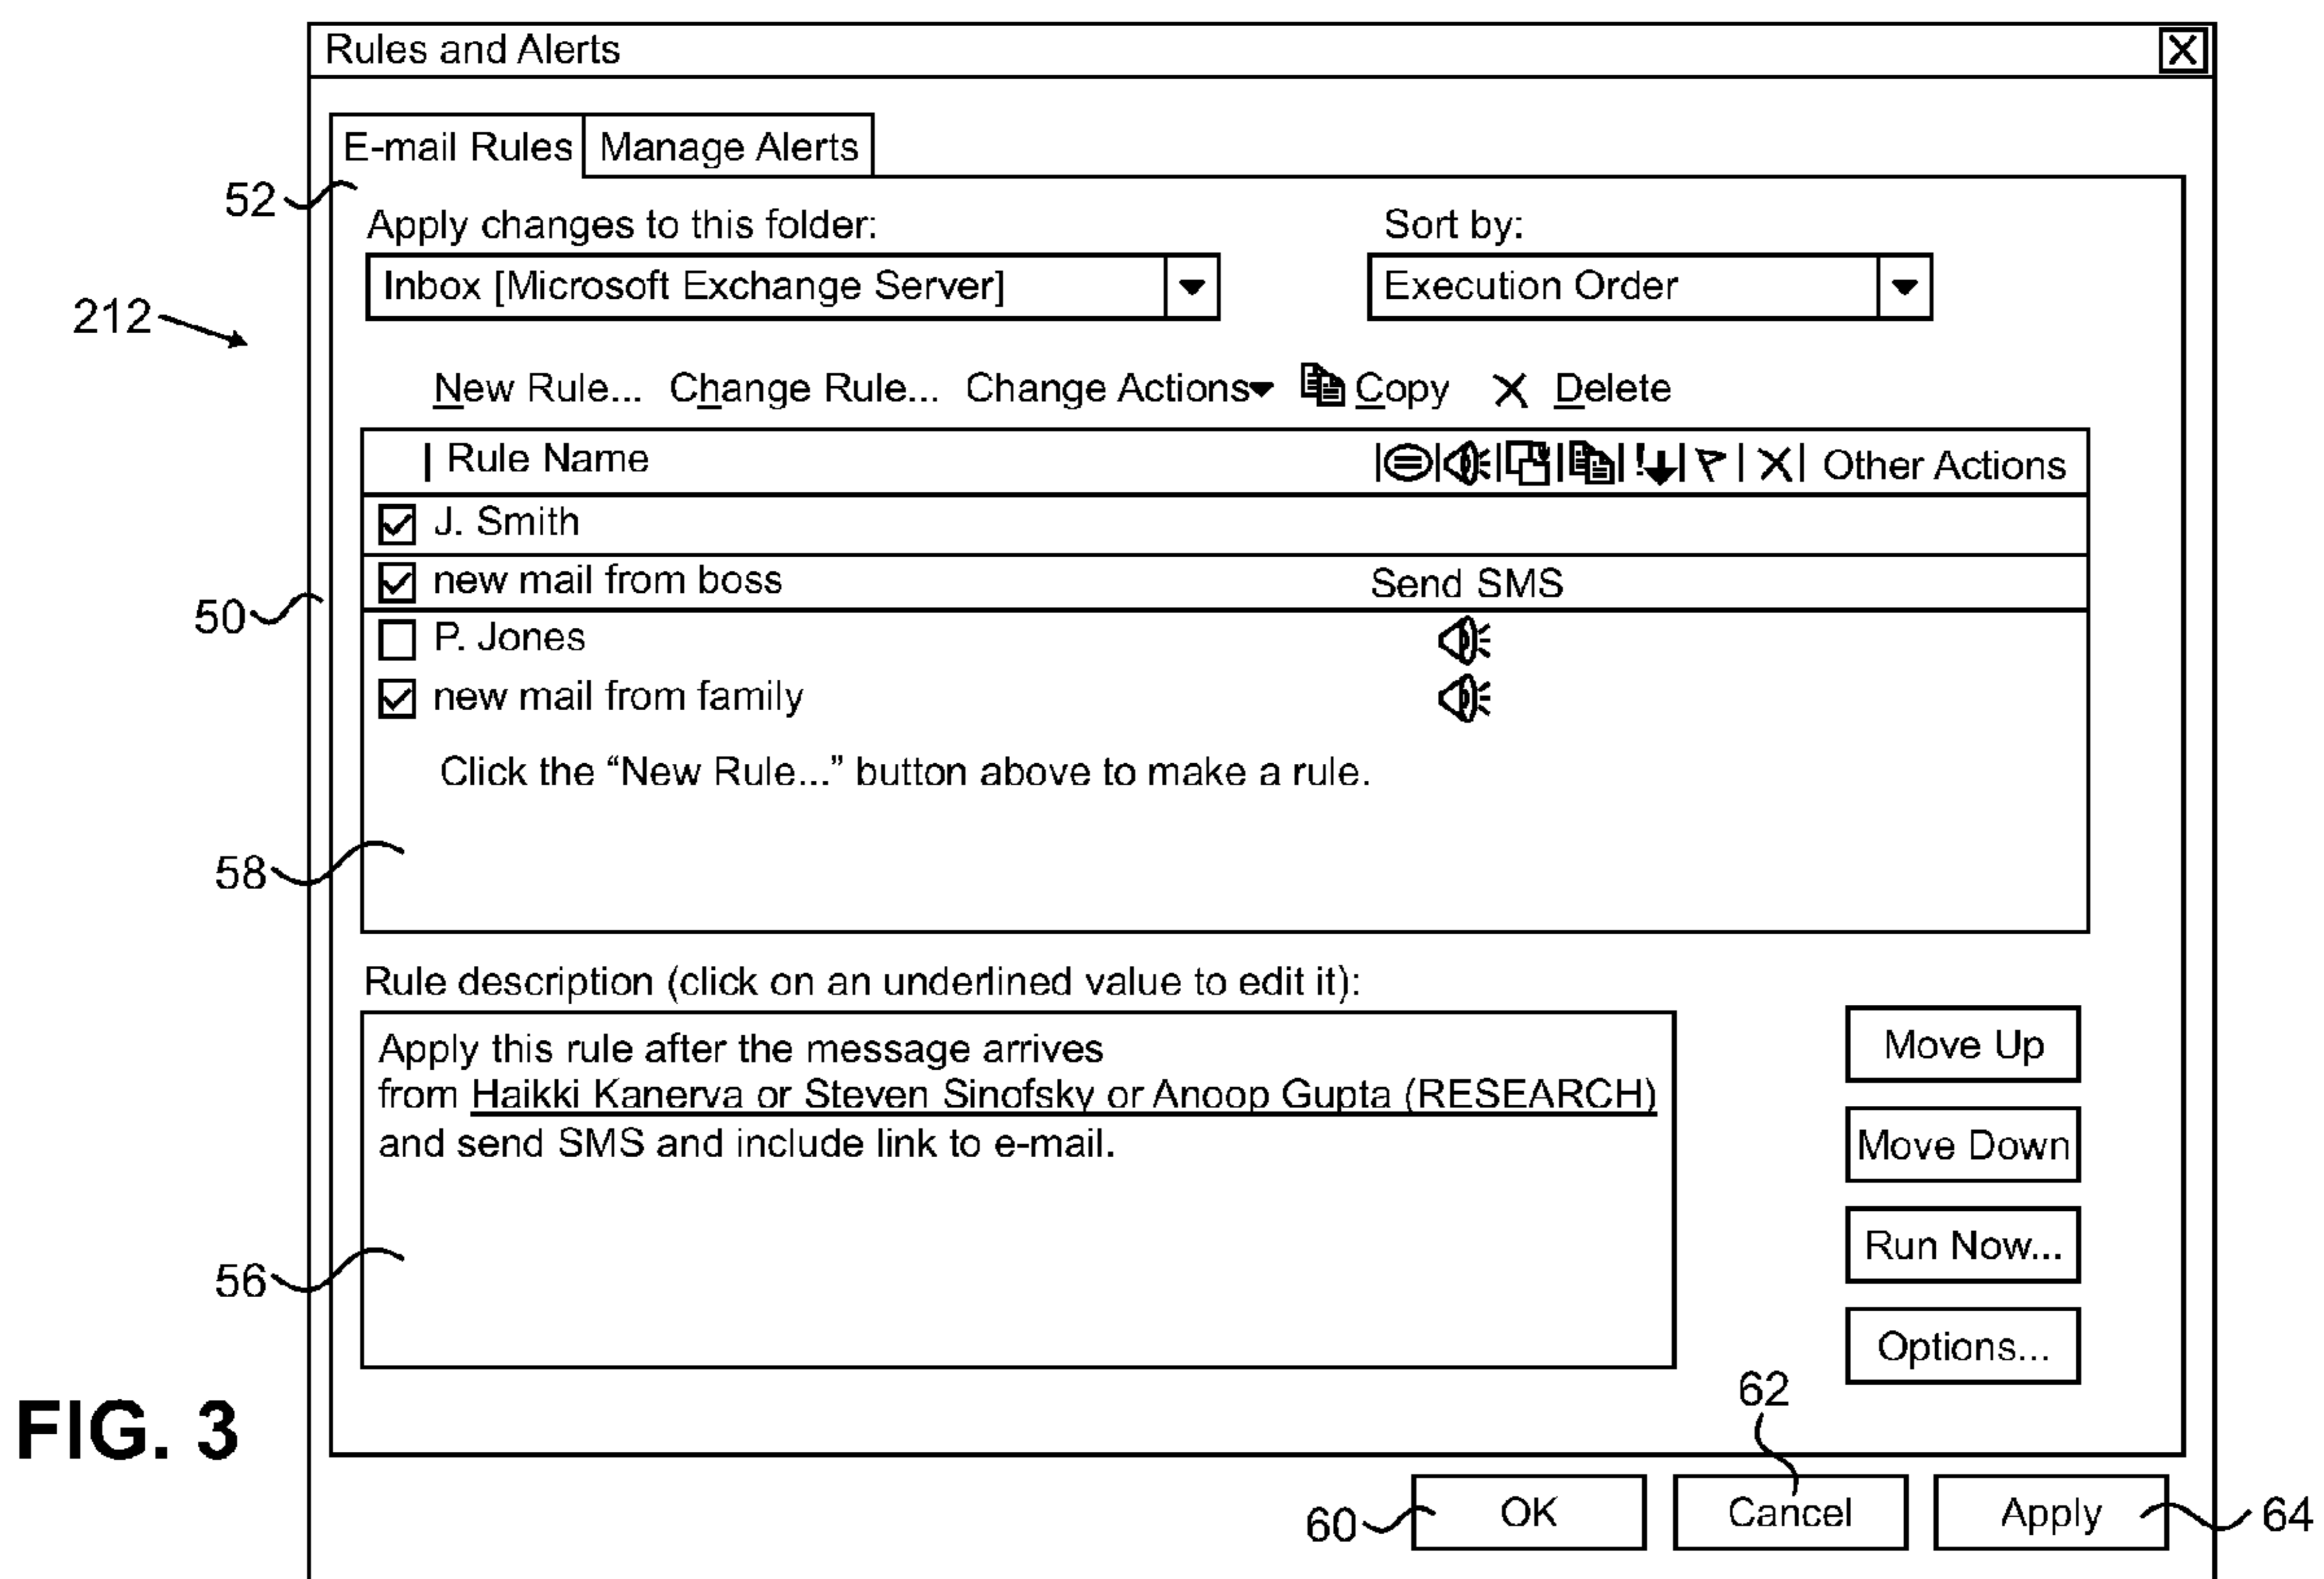 Rules and Alerts
E-mail Rules Manage Alerts
52
Apply changes to this folder: Sort by:
Inbox [Microsoft Exchange Server] Execution Order
212
New Rule... Change Rule... Change Actions Copy Delete
Rule Name Other Actions
J. Smith
new mail from boss Send SMS
50
P. Jones
new mail from family
Click the “New Rule...” button above to make a rule.
58
Rule description (click on an underlined value to edit it):
Apply this rule after the message arrives
from Haikki Kanerva or Steven Sinofsky or Anoop Gupta (RESEARCH)
and send SMS and include link to e-mail.
Move Up
Move Down
Run Now...
56
Options...
62
FIG. 3
60 OK Cancel Apply 64